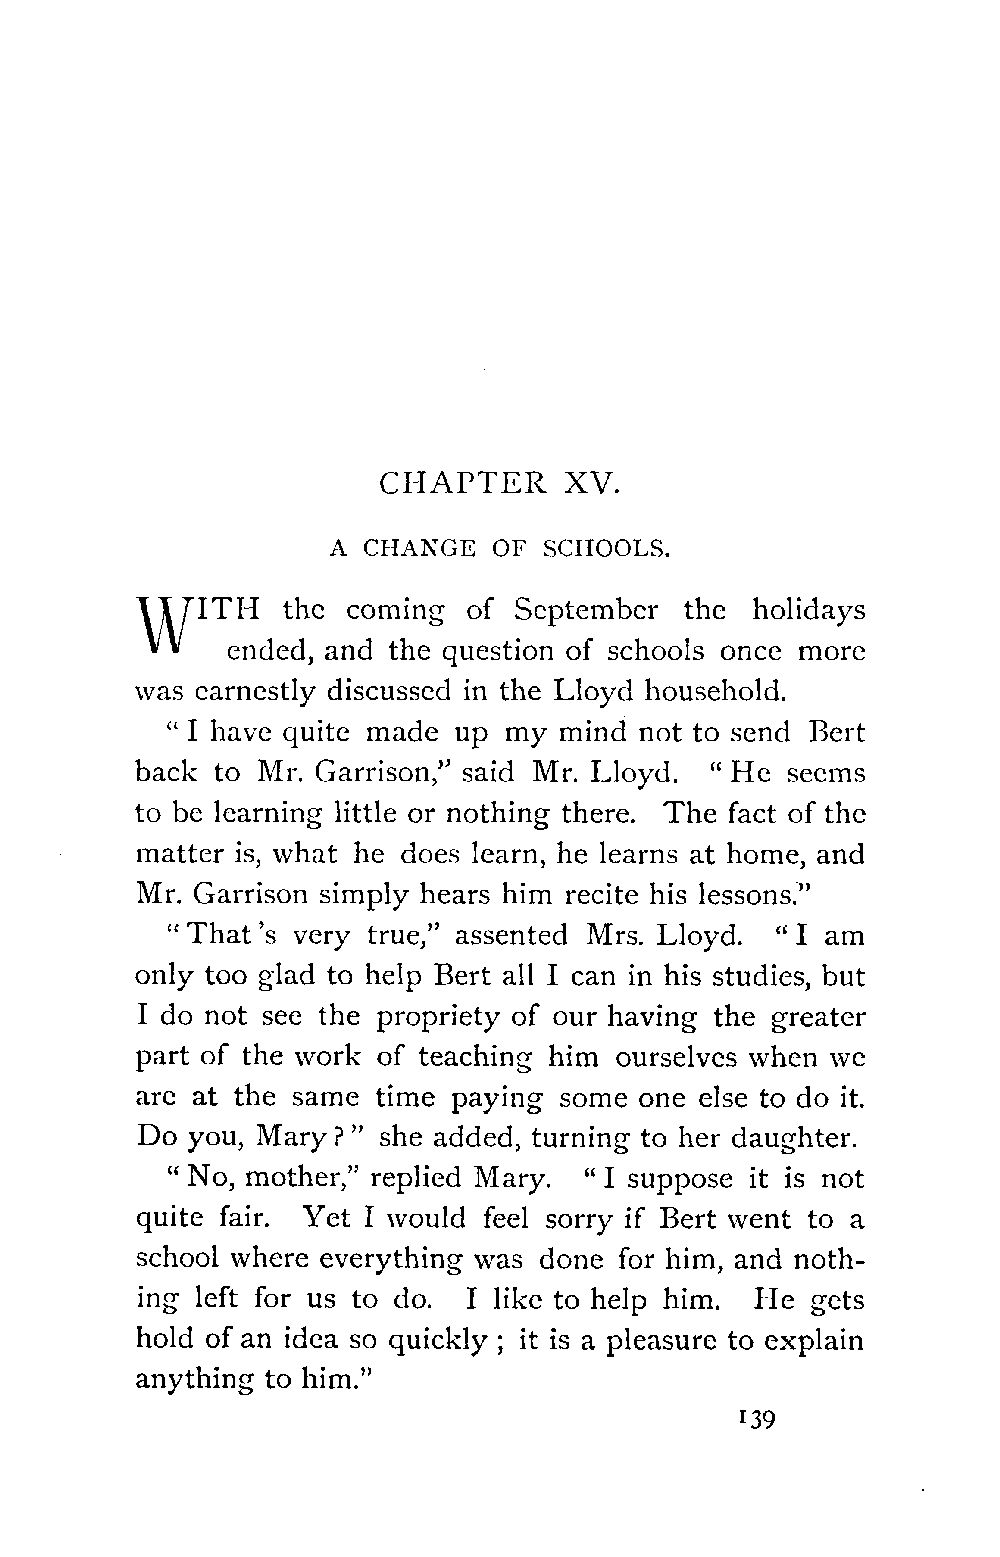 CHAPTER XV.
A CHANGE OF SCHOOLS.
WITH the coming of September the holidays
ended, and the question of schools once more
was earnestly discussed in the Lloyd household.
“I have quite made up my mind not to send Bert
back to Mr. Garrison,” said Mr. Lloyd. “He seems
to be learning little or nothing there. The fact of the
matter is, what he does learn, he learns at home, and
Mr. Garrison simply hears him recite his lessons.”
“That's very true,” assented Mrs. Lloyd. “I am
only too glad to help Bert all I can in his studies, but
I do not see the propriety of our having the greater
part of the work of teaching him ourselves when we
are at the same time paying some one else to do it.
Do you, Mary?” she added, turning to her daughter.
“No, mother,” replied Mary. “I suppose it is not
quite fair. Yet I would feel sorry if Bert went to a
school where everything was done for him, and noth-
ing left for us to do. I like to help him. He gets
hold of an idea so quickly; it is a pleasure to explain
anything to him.”
139